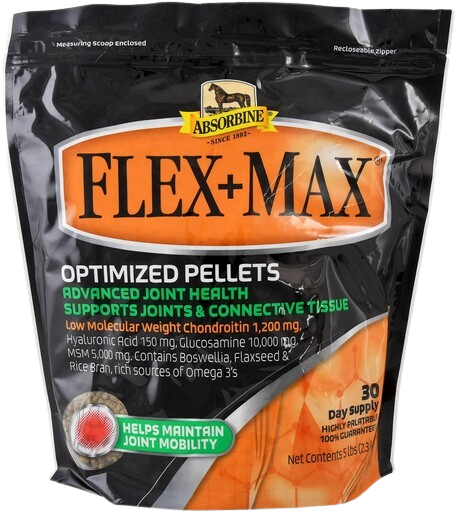 Measuring Scoop Enclosed
Recloseable Zipper
ABSORBINE
-SINCE 1892-
FLEX+MAX
OPTIMIZED PELLETS
ADVANCED JOINT HEALTH
SUPPORTS JOINTS & CONNECTIVE TISSUE
Low Molecular Weight Chondroitin 1,200 mg,
Hyaluronic Acid 150 mg, Glucosamine 10,000 mg,
MSM 5,000 mg. Contains Boswellia, Flaxseed &
Rice Bran, rich sources of Omega 3's
30
Day Supply
HIGHLY PALATABLE
100% GUARANTEED
Net Contents 5 lbs (2.3
HELPS MAINTAIN
JOINT MOBILITY